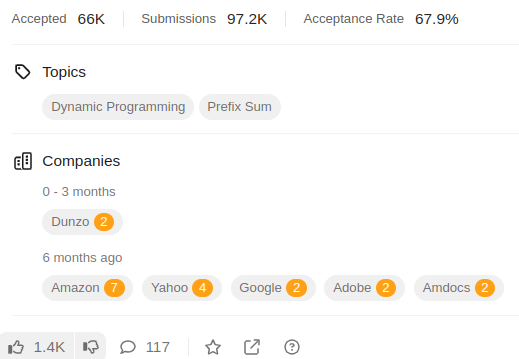 Accepted 66K Submissions 97.2K Acceptance Rate 67.9%
Topics
Dynamic Programming Prefix Sum
Companies
0 - 3 months
Dunzo 2
6 months ago
Amazon 7 Yahoo 4 Google 2 Adobe 2 Amdocs 2
1.4K 117